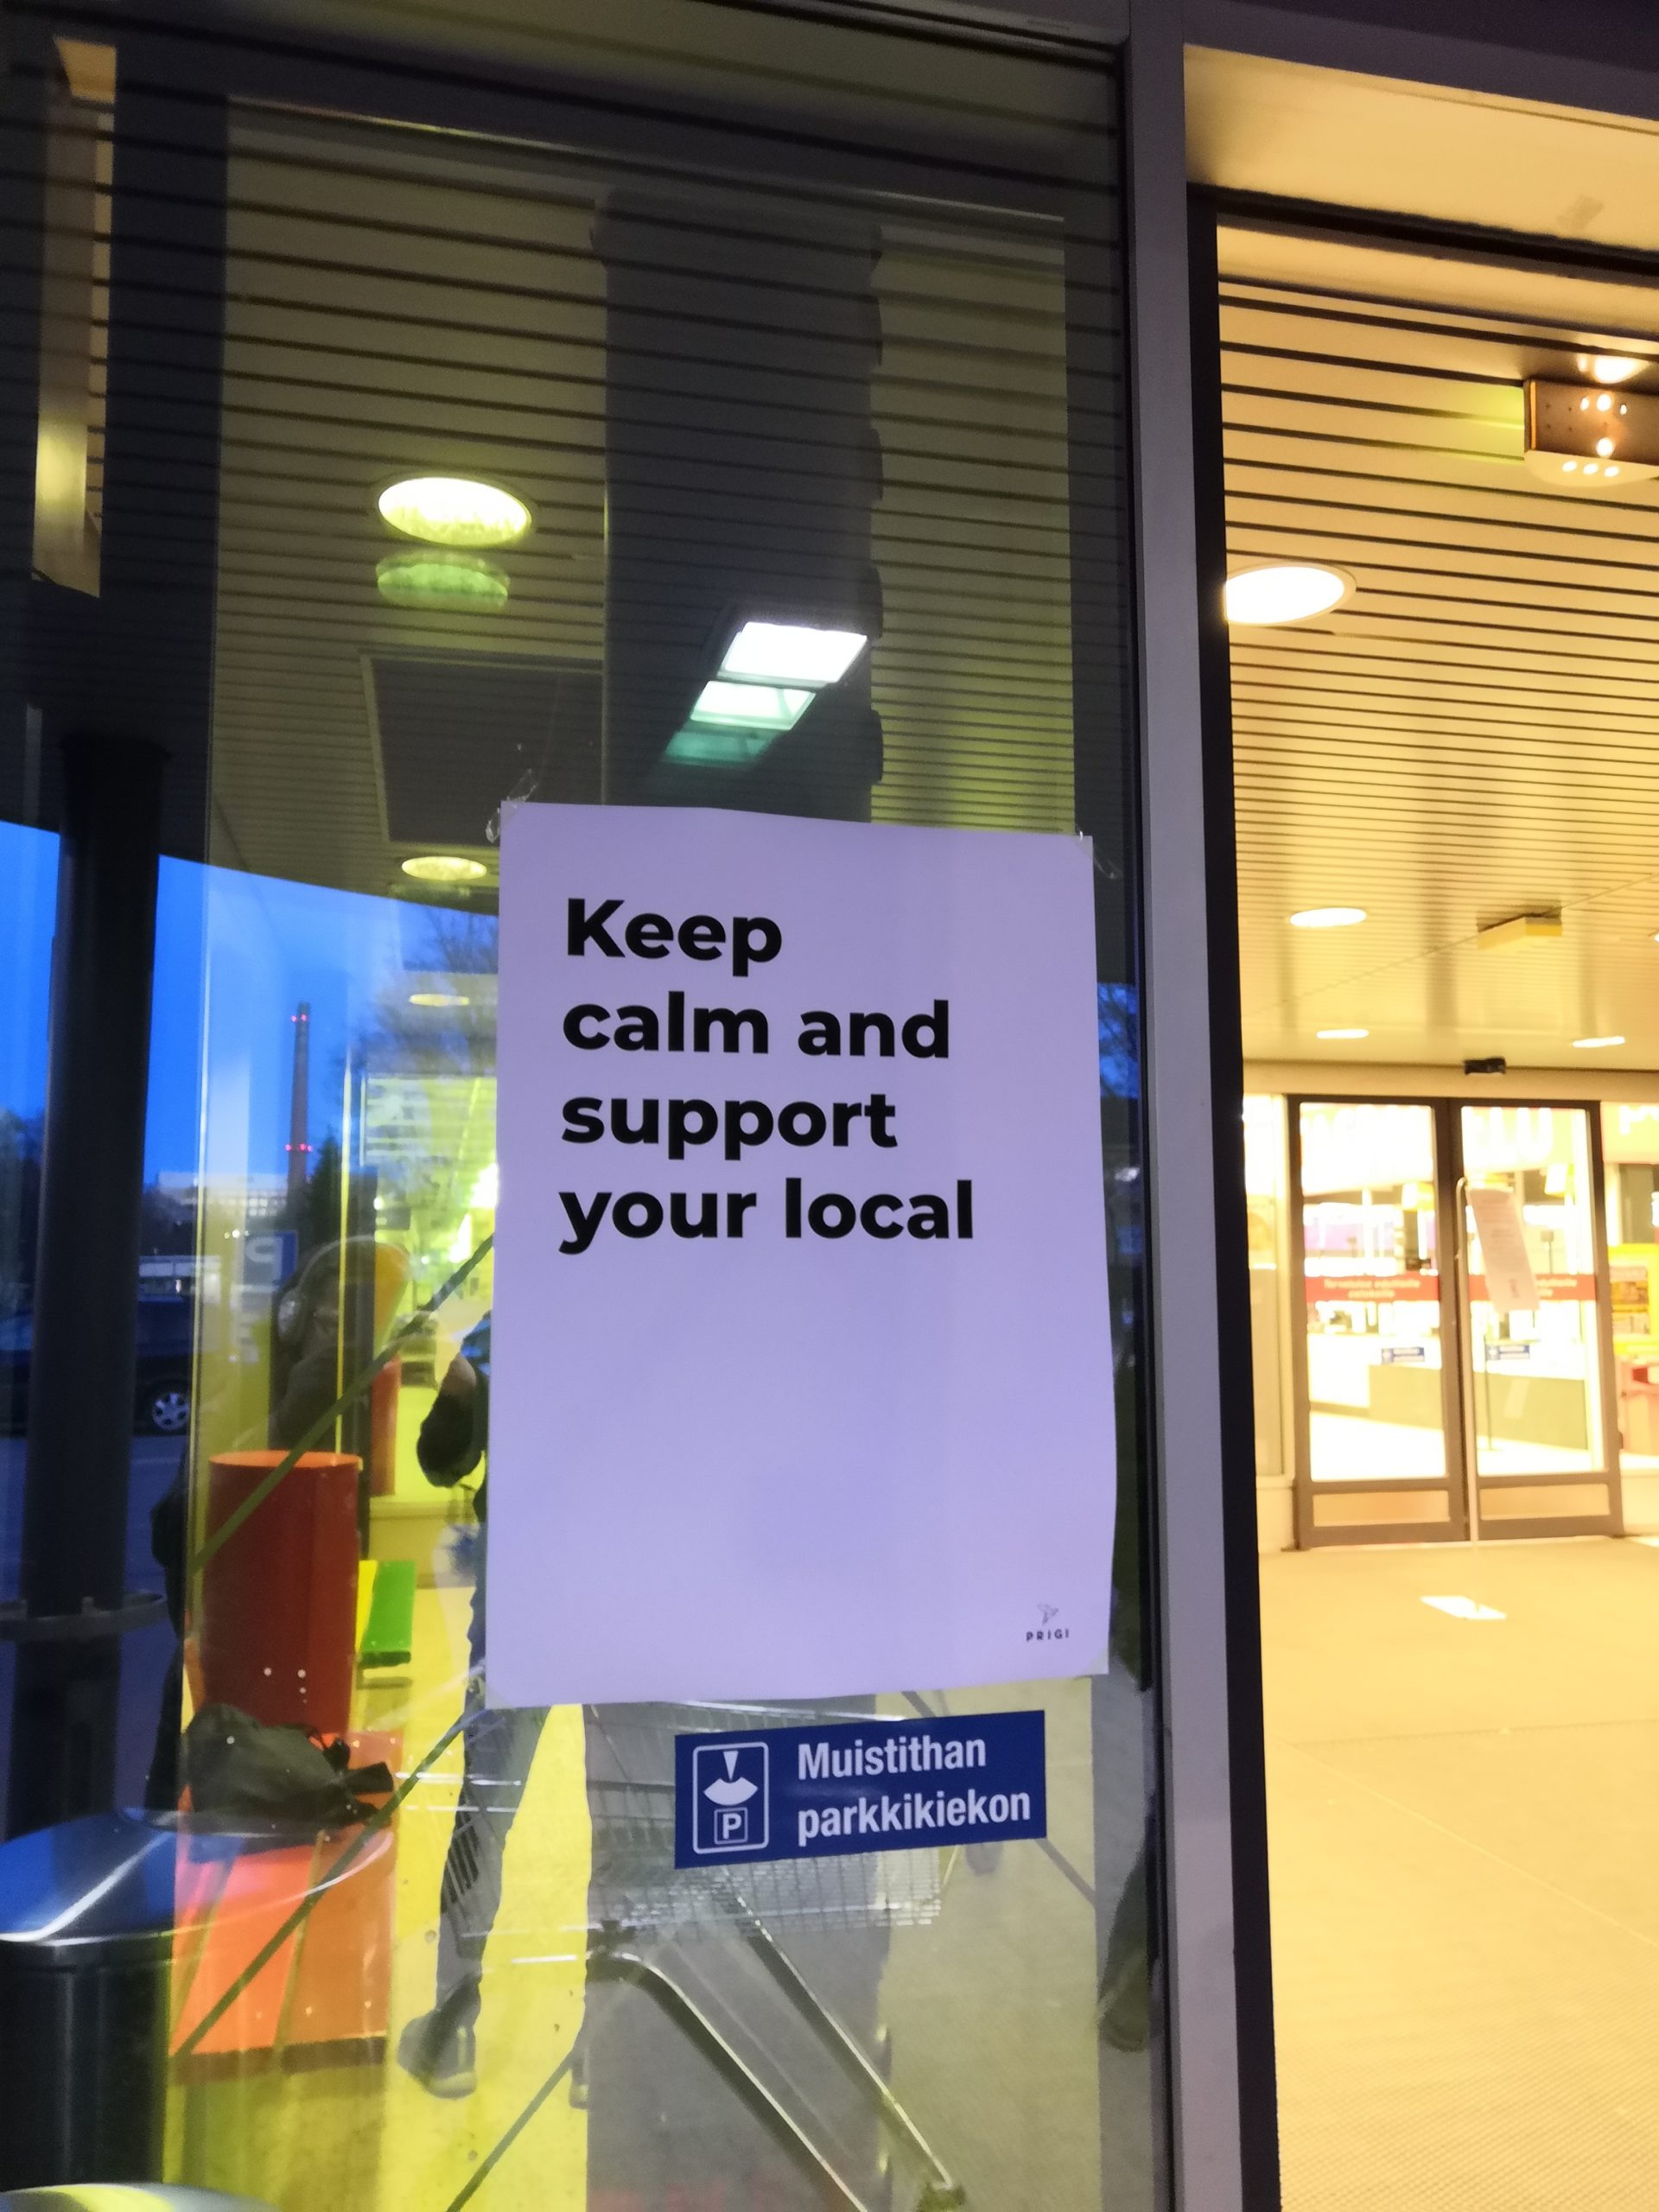 Keep
calm and
support
your local
PRIGI
Muistithan
parkkikiekon
P